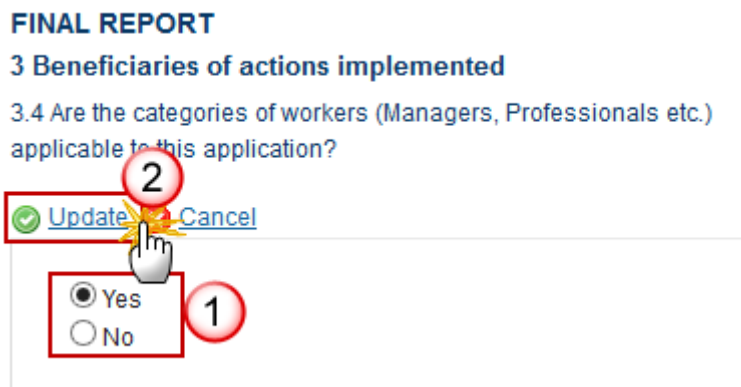 FINAL REPORT
3 Beneficiaries of actions implemented
3.4 Are the categories of workers (Managers, Professionals etc.)
applicable to this application?
2
Update Cancel
Yes
1
No